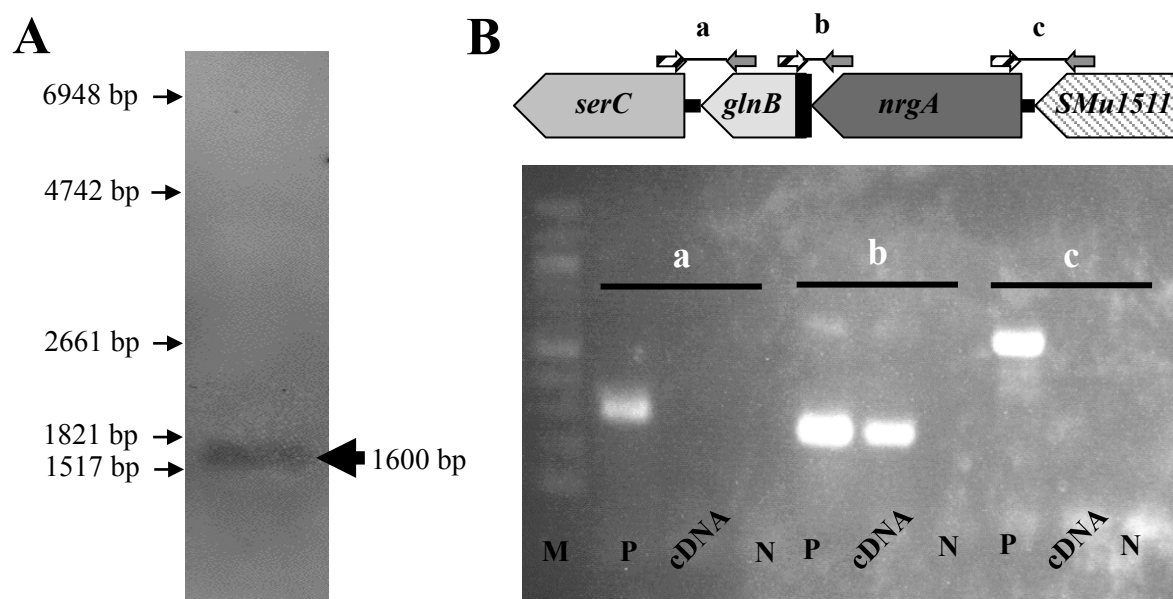 A
6948 bp
4742 bp
2661 bp
1821 bp
1517 bp
1600 bp
B
a b c
serC glnB nrgA SMu1511
a b c
M P cDNA N P cDNA N P cDNA N